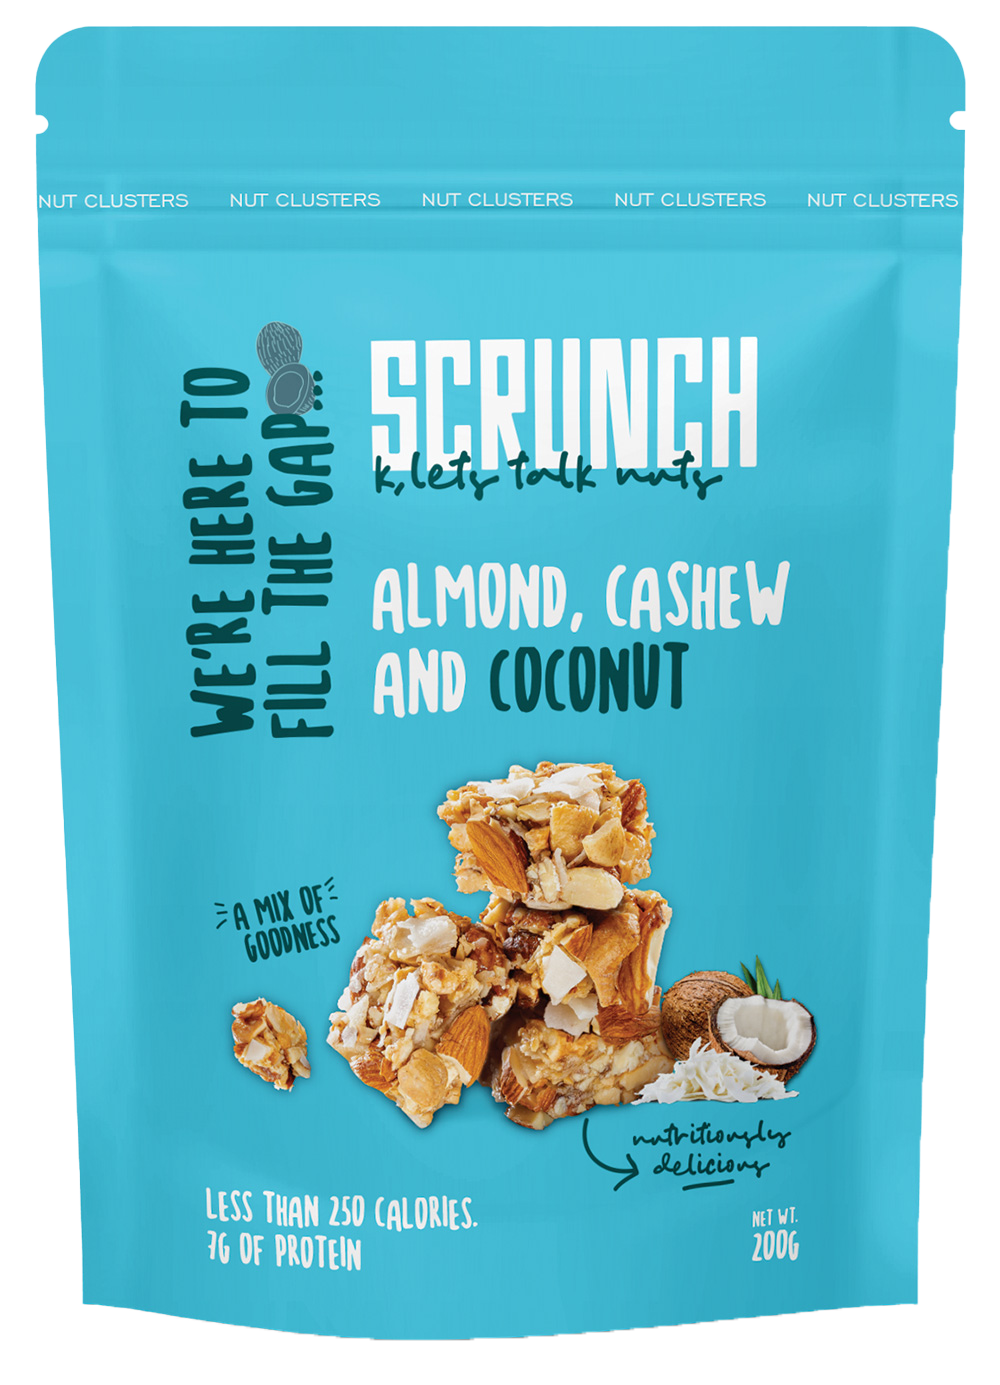 NUT CLUSTERS NUT CLUSTERS NUT CLUSTERS NUT CLUSTERS NUT CLUSTERS
WE'RE HERE TO
FILL THE GAP...
SCRUNCH
k, lets talk nuts
ALMOND, CASHEW
AND COCONUT
A MIX OF
GOODNESS
nutritiously
delicious
LESS THAN 250 CALORIES.
7G OF PROTEIN
NET WT.
200G